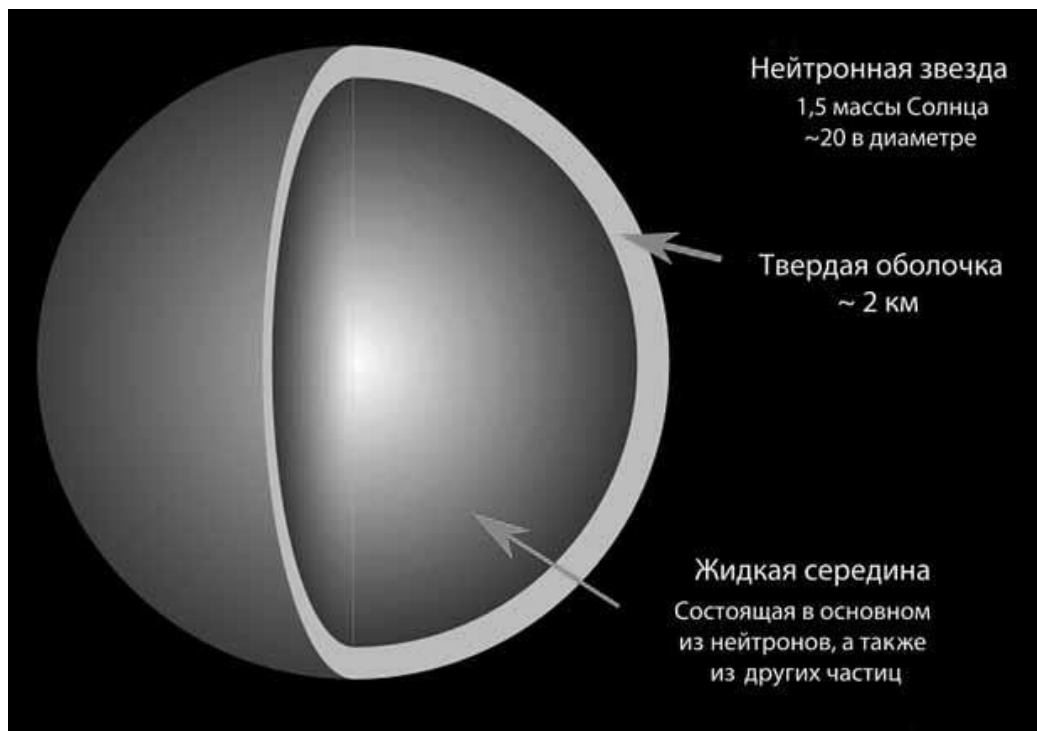 Нейтронная звезда
1,5 массы Солнца
~20 в диаметре
Твердая оболочка
~ 2 км
Жидкая середина
Состоящая в основном
из нейтронов, а также
из других частиц